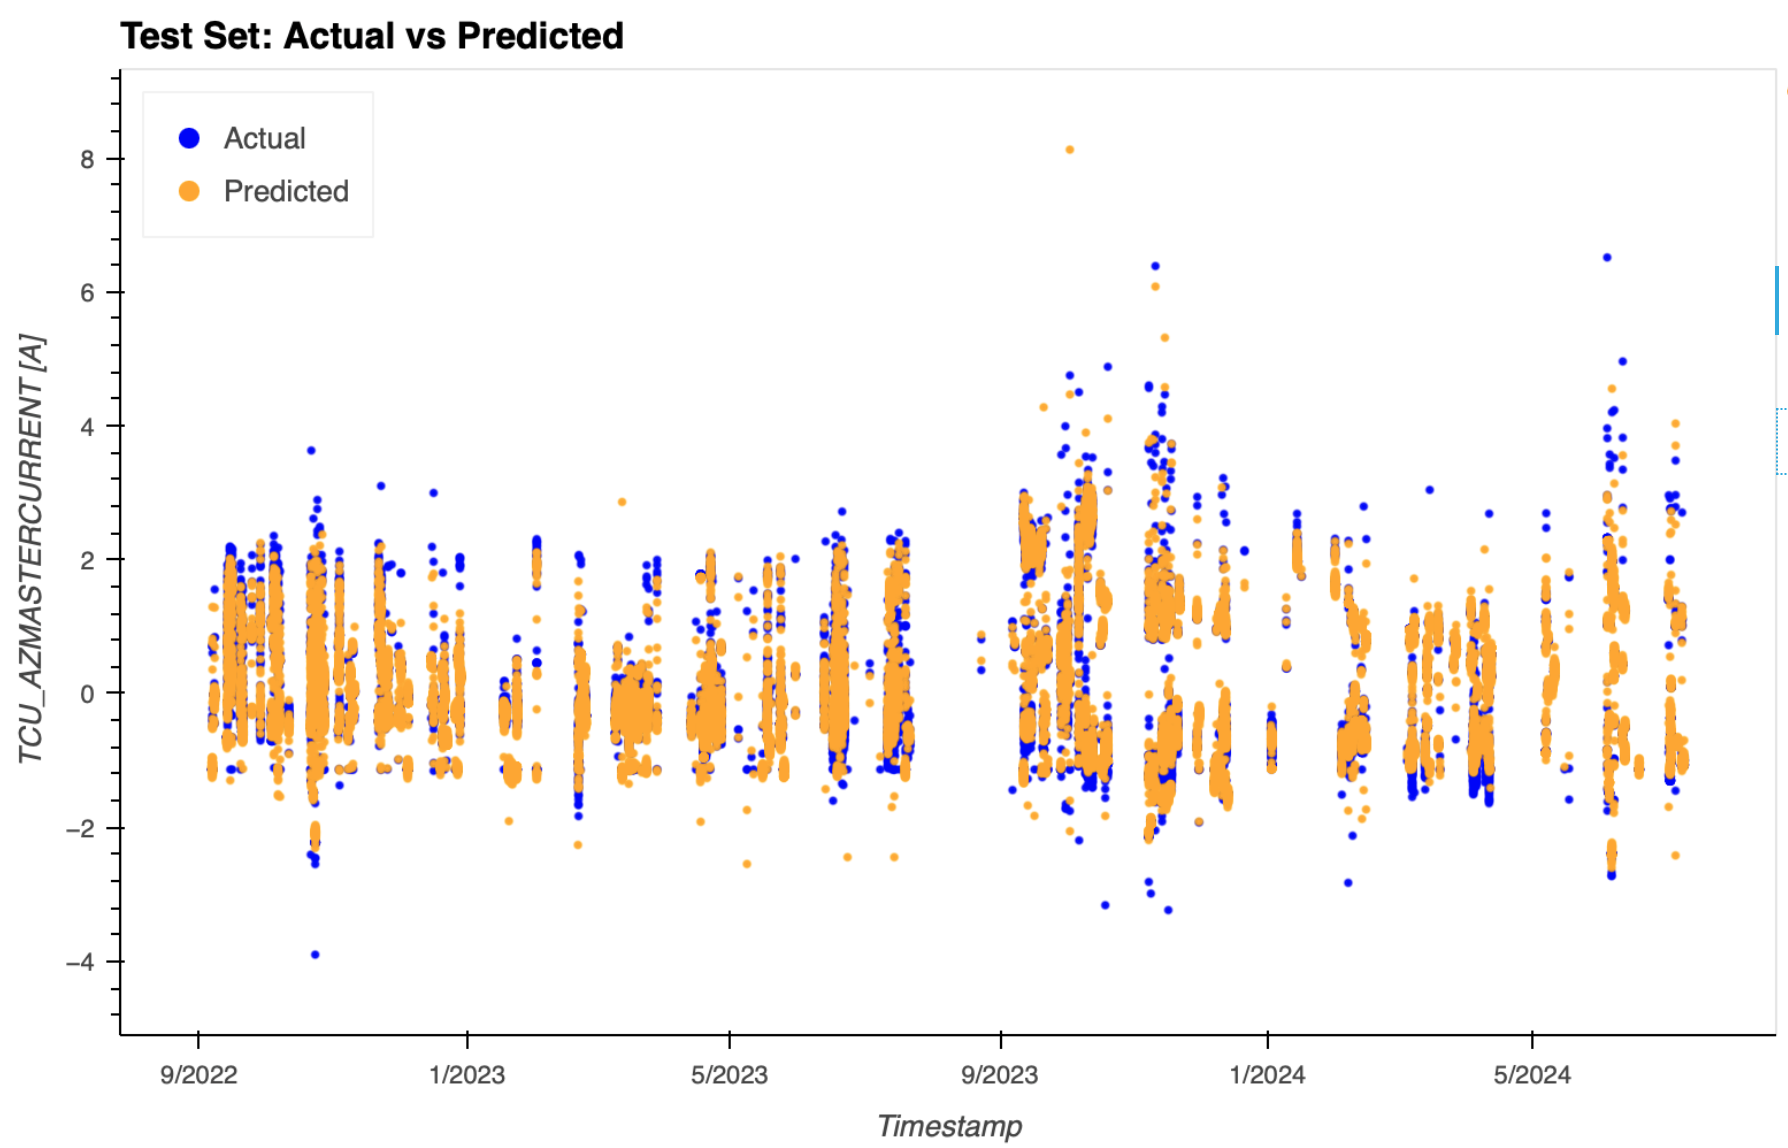 Test Set: Actual vs Predicted
Actual
Predicted
8
6
4
2
0
−2
−4
TCU_AZMASTERCURRENT [A]
9/2022
1/2023
5/2023
9/2023
1/2024
5/2024
Timestamp